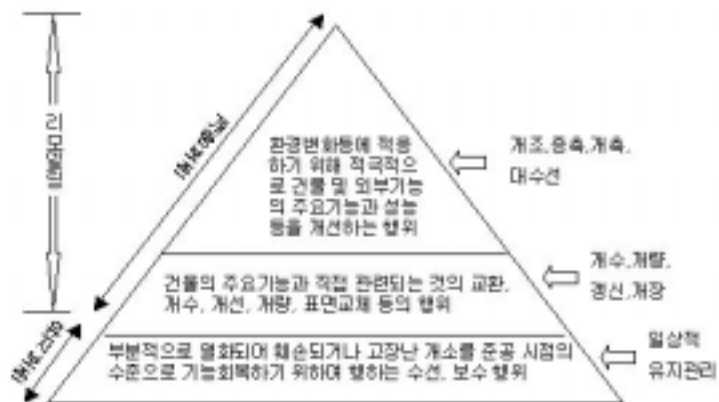 리모델링
환경변화등에 적응
하기 위해 적극적으
로 건물 및 외부기능
의 주요기능과 성능
등을 개선하는 행위
개조,증축,개축,
대수선
건물의 주요기능과 직접 관련되는 것의 교환,
개수, 개선, 개량, 표면교체 등의 행위
개수,개량,
갱신,개장
부분적으로 열화되어 훼손되거나 고장난 개소를 준공 시점의
수준으로 기능회복하기 위하여 행하는 수선, 보수 행위
일상적
유지관리